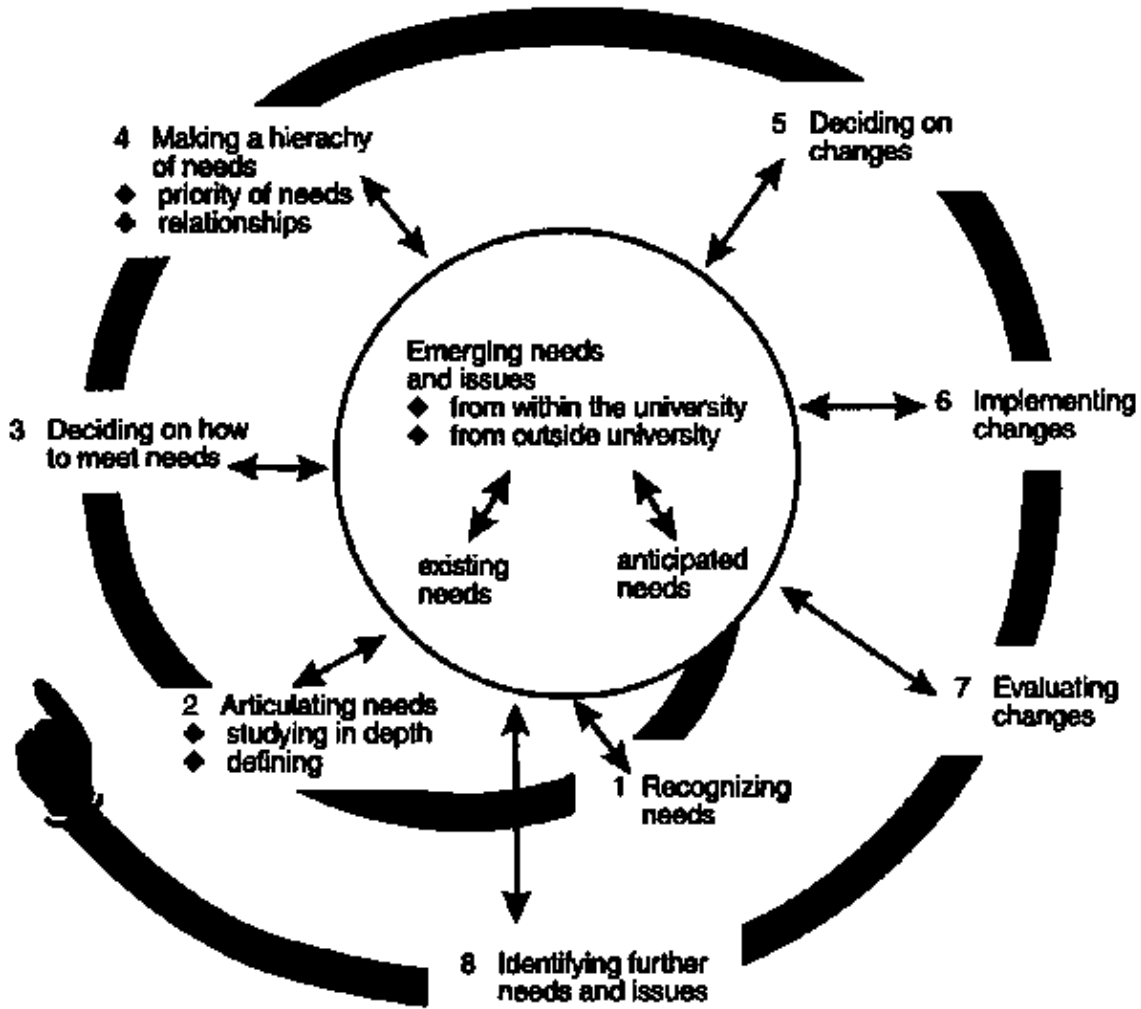 4 Making a hierachy
of needs
◆ priority of needs
◆ relationships
5 Deciding on
changes
Emerging needs
and issues
◆ from within the university
◆ from outside university
existing
needs
anticipated
needs
3 Deciding on how
to meet needs
6 Implementing
changes
2 Articulating needs
◆ studying in depth
◆ defining
7 Evaluating
changes
1 Recognizing
needs
8 Identifying further
needs and issues